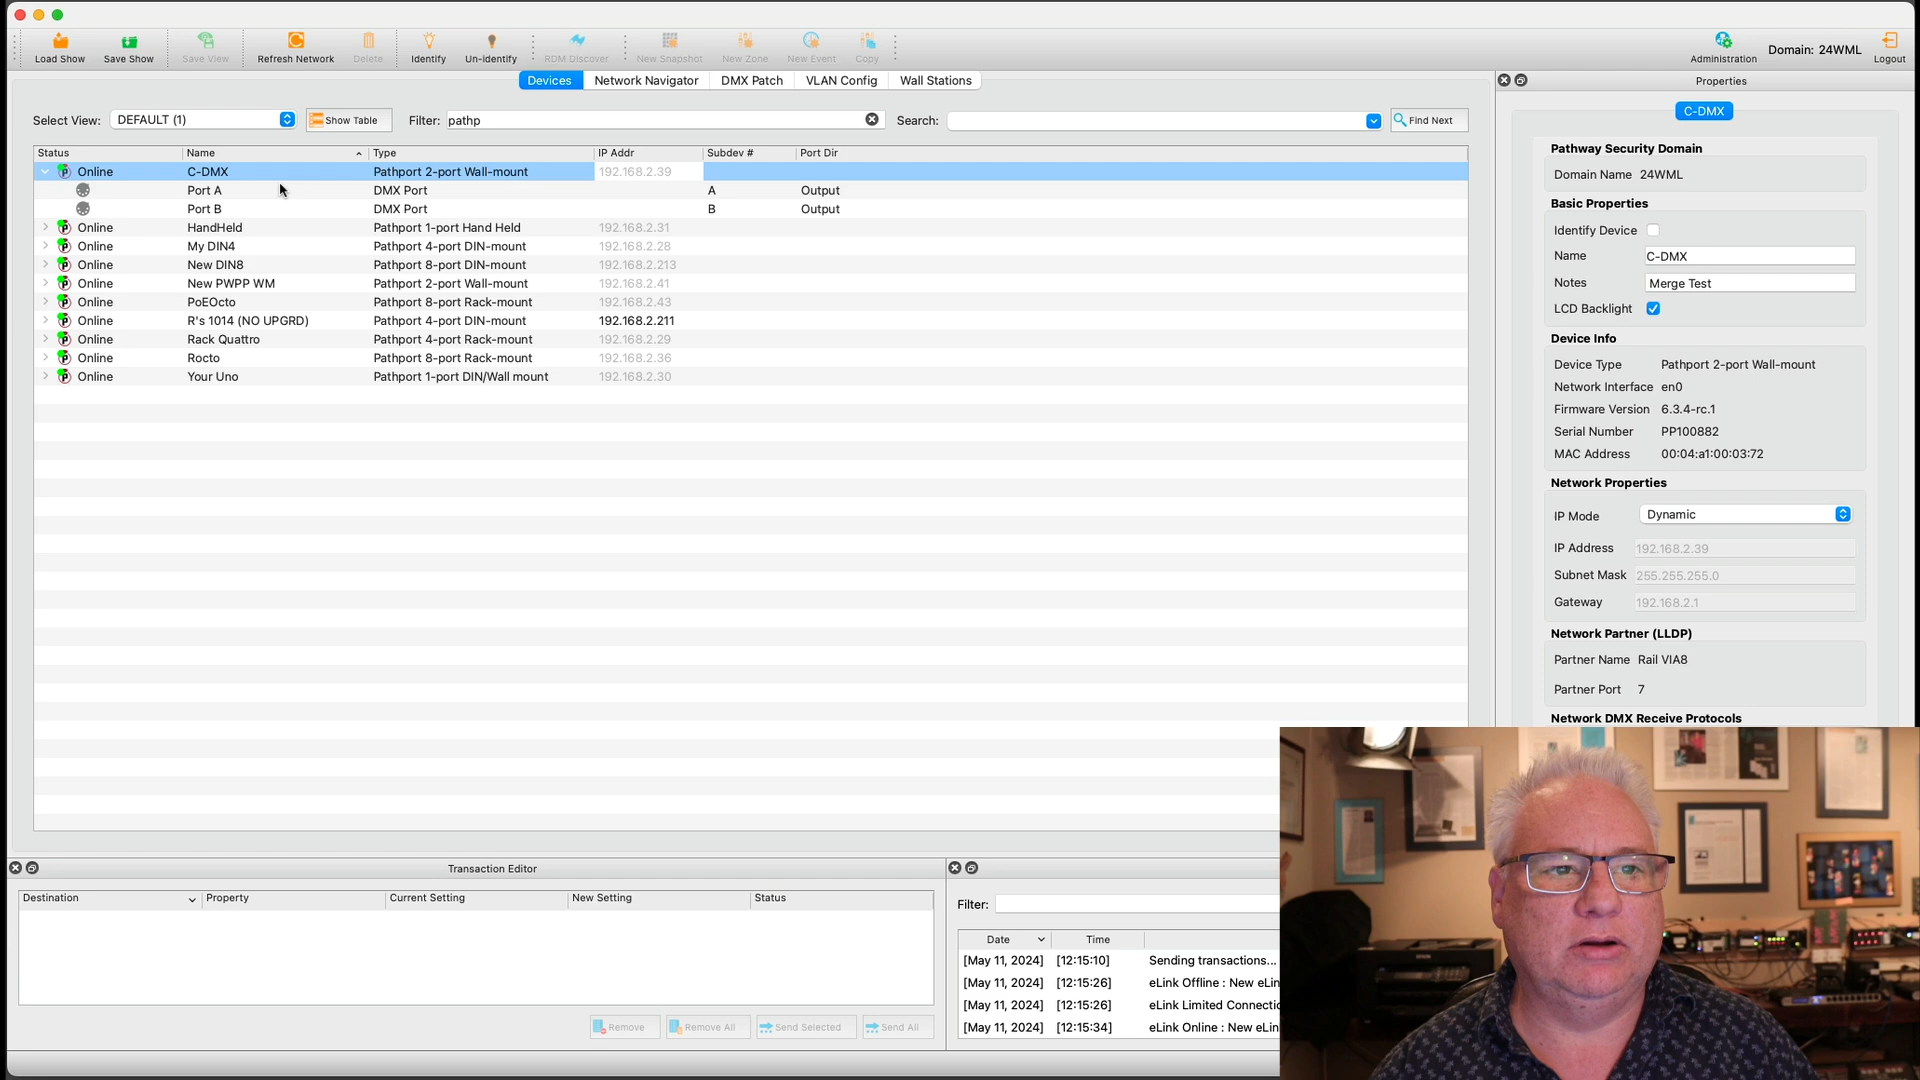 Load Show Save Show Save View Refresh Network Delete Identify Un-identify RDM Discover New Snapshot New Zone New Event Copy Administration Domain: 24WML Logout
Devices Network Navigator DMX Patch VLAN Config Wall Stations
Select View: DEFAULT (1) Show Table Filter: pathp Search: Find Next
Status Name Type IP Addr Subdev # Port Dir
Online C-DMX Pathport 2-port Wall-mount 192.168.2.39
Port A DMX Port A Output
Port B DMX Port B Output
Online HandHeld Pathport 1-port Hand Held 192.168.2.31
Online My DIN4 Pathport 4-port DIN-mount 192.168.2.28
Online New DIN8 Pathport 8-port DIN-mount 192.168.2.213
Online New PWPP WM Pathport 2-port Wall-mount 192.168.2.41
Online PoEOcto Pathport 8-port Rack-mount 192.168.2.43
Online R's 1014 (NO UPGRD) Pathport 4-port DIN-mount 192.168.2.211
Online Rack Quattro Pathport 4-port Rack-mount 192.168.2.29
Online Rocto Pathport 8-port Rack-mount 192.168.2.36
Online Your Uno Pathport 1-port DIN/Wall mount 192.168.2.30
Properties
C-DMX
Pathway Security Domain
Domain Name 24WML
Basic Properties
Identify Device
Name C-DMX
Notes Merge Test
LCD Backlight
Device Info
Device Type Pathport 2-port Wall-mount
Network Interface en0
Firmware Version 6.3.4-rc.1
Serial Number PP100882
MAC Address 00:04:a1:00:03:72
Network Properties
IP Mode Dynamic
IP Address 192.168.2.39
Subnet Mask 255.255.255.0
Gateway 192.168.2.1
Network Partner (LLDP)
Partner Name Rail VIA8
Partner Port 7
Network DMX Receive Protocols
Transaction Editor
Destination Property Current Setting New Setting Status
Remove Remove All Send Selected Send All
Filter:
Date Time
[May 11, 2024] [12:15:10] Sending transactions...
[May 11, 2024] [12:15:26] eLink Offline : New eLin
[May 11, 2024] [12:15:26] eLink Limited Connectic
[May 11, 2024] [12:15:34] eLink Online : New eLin